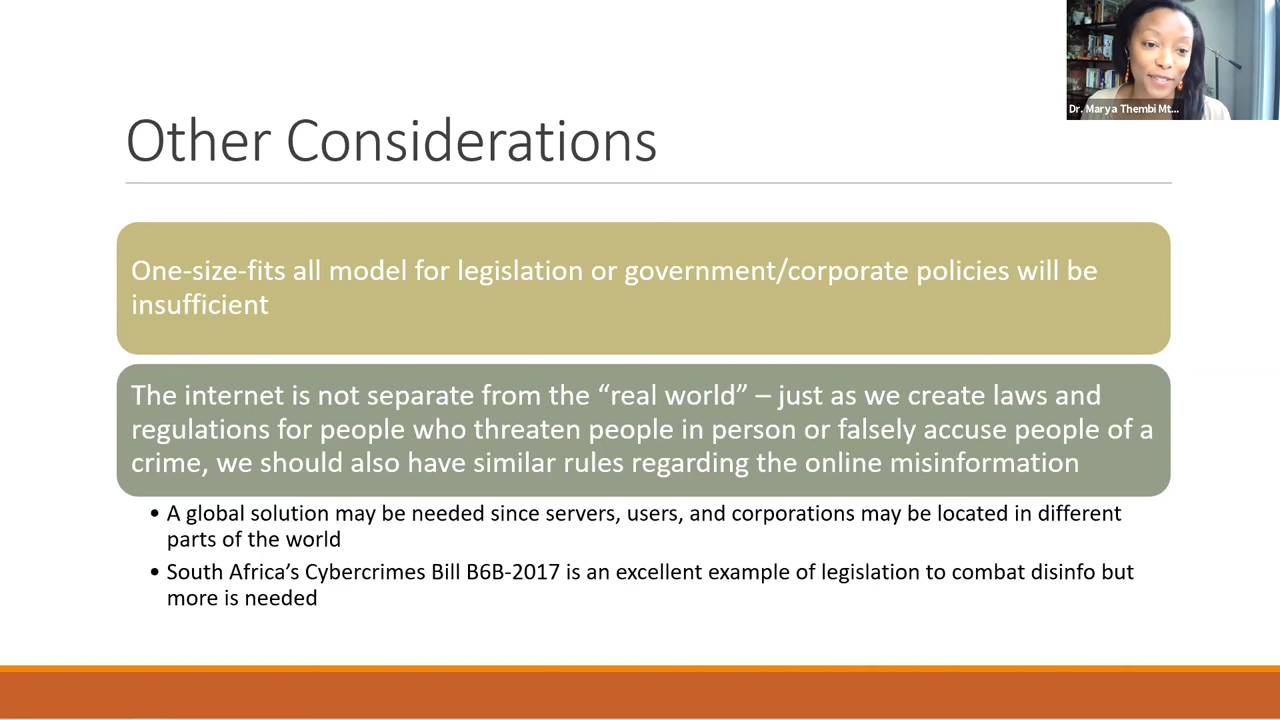 Dr. Marya Thembi Mt...
Other Considerations
One-size-fits all model for legislation or government/corporate policies will be
insufficient
The internet is not separate from the “real world” – just as we create laws and
regulations for people who threaten people in person or falsely accuse people of a
crime, we should also have similar rules regarding the online misinformation
• A global solution may be needed since servers, users, and corporations may be located in different
parts of the world
• South Africa’s Cybercrimes Bill B6B-2017 is an excellent example of legislation to combat disinfo but
more is needed